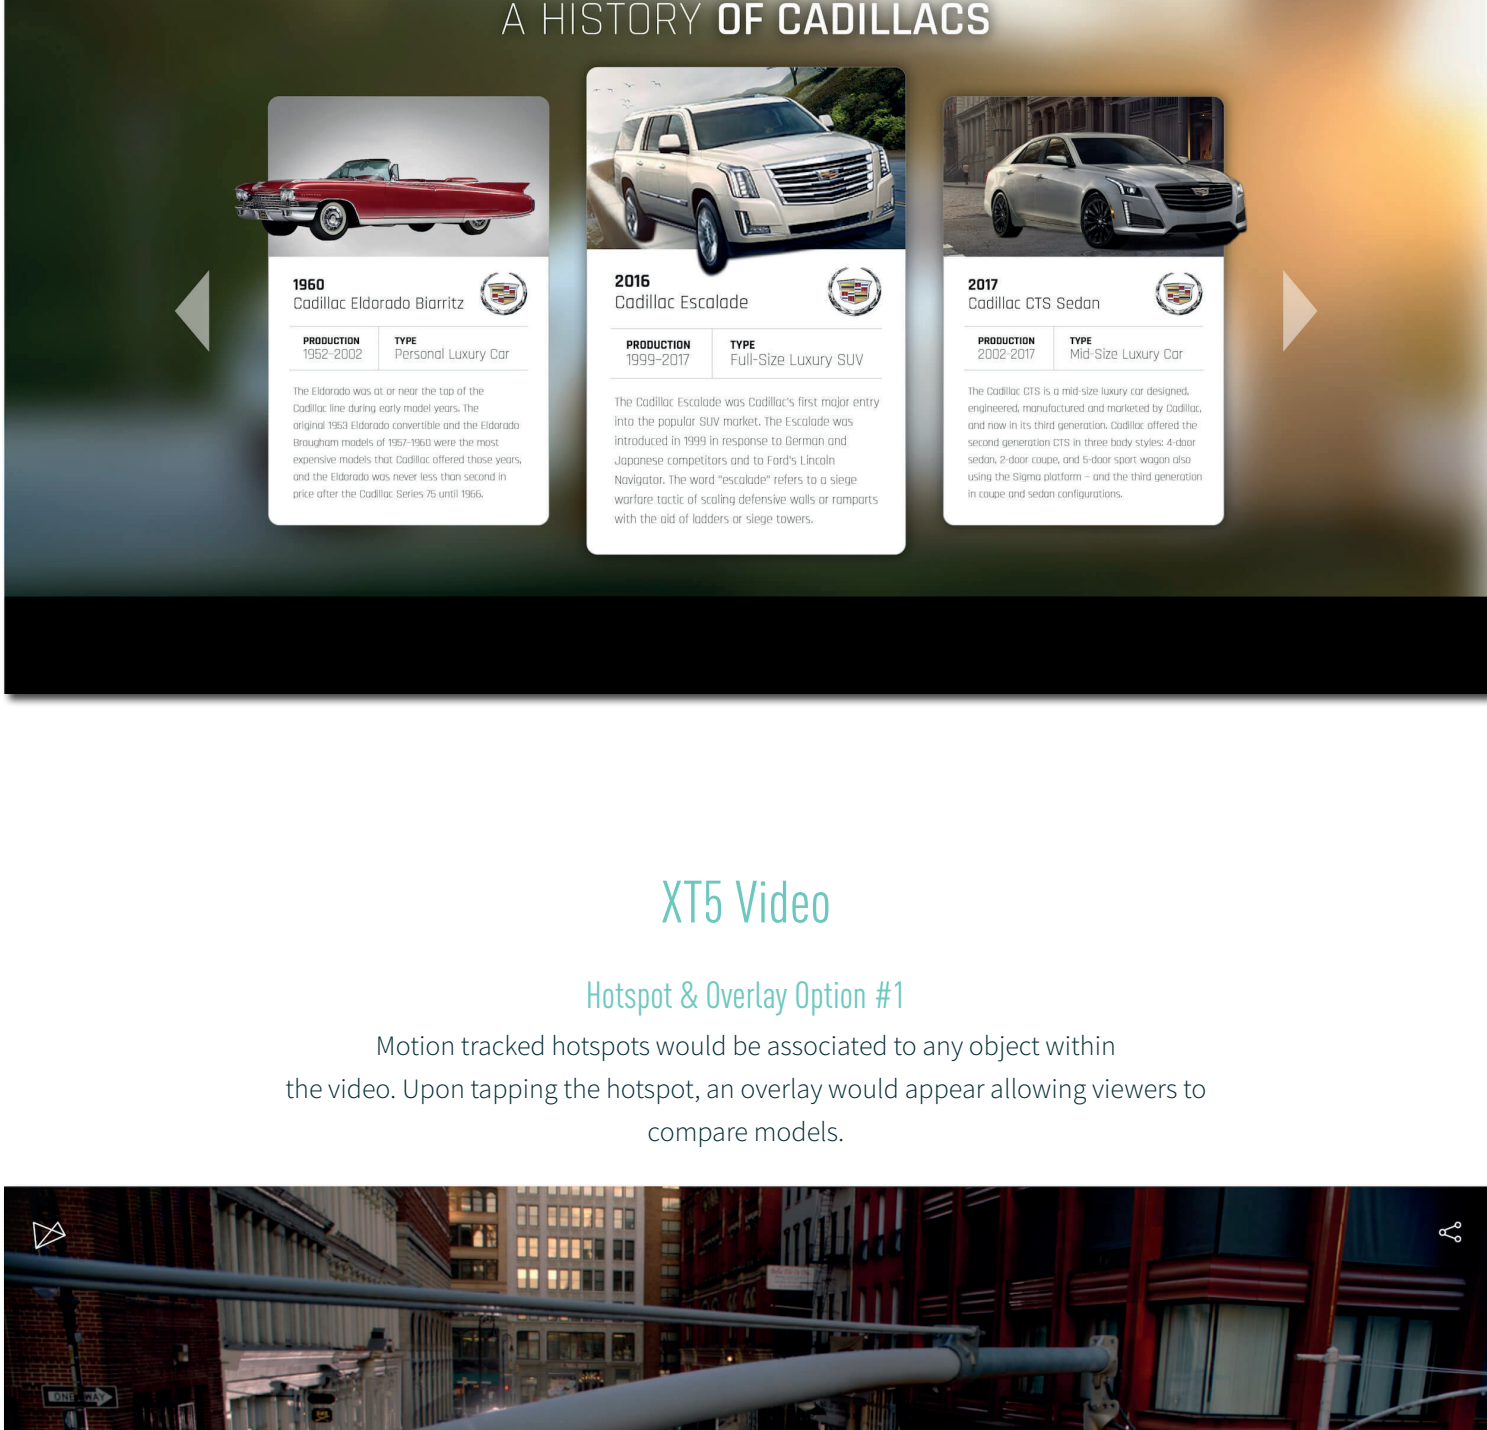 A HISTORY OF CADILLACS
1960
Cadillac Eldorado Biarritz
PRODUCTION
1952-2002
TYPE
Personal Luxury Car
The Eldorado was at or near the top of the
Cadillac line during early model years. The
original 1953 Eldorado convertible and the Eldorado
Brougham models of 1957-1960 were the most
expensive models that Cadillac offered those years,
and the Eldorado was never less than second in
price after the Cadillac Series 75 until 1966.
2016
Cadillac Escalade
PRODUCTION
1999-2017
TYPE
Full-Size Luxury SUV
The Cadillac Escalade was Cadillac's first major entry
into the popular SUV market. The Escalade was
introduced in 1999 in response to German and
Japanese competitors and to Ford's Lincoln
Navigator. The word "escalade" refers to a siege
warfare tactic of scaling defensive walls or ramparts
with the aid of ladders or siege towers.
2017
Cadillac CTS Sedan
PRODUCTION
2002-2017
TYPE
Mid-Size Luxury Car
The Cadillac CTS is a mid-size luxury car designed,
engineered, manufactured and marketed by Cadillac,
and now in its third generation. Cadillac offered the
second generation CTS in three body styles: 4-door
sedan, 2-door coupe, and 5-door sport wagon also
using the Sigma platform – and the third generation
in coupe and sedan configurations.
XT5 Video
Hotspot & Overlay Option #1
Motion tracked hotspots would be associated to any object within
the video. Upon tapping the hotspot, an overlay would appear allowing viewers to
compare models.
ONE WAY